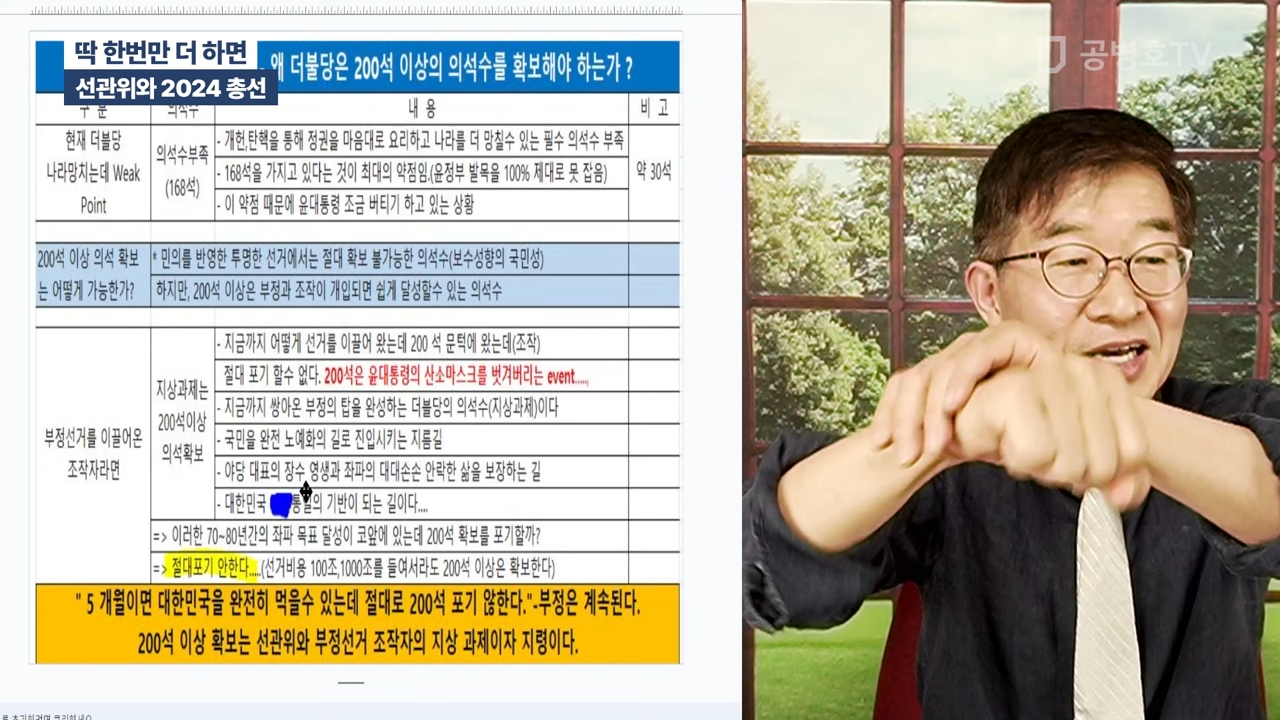 딱 한번만 더 하면
선관위와 2024 총선
- 왜 더불당은 200석 이상의 의석수를 확보해야 하는가 ?
공병호TV
구 분 의석수 내 용 비 고
현재 더불당
나라망치는데 Weak
Point
의석수부족
(168석)
- 개헌,탄핵을 통해 정권을 마음대로 요리하고 나라를 더 망칠수 있는 필수 의석수 부족
- 168석을 가지고 있다는 것이 최대의 약점임.(윤정부 발목을 100% 제대로 못 잡음)
- 이 약점 때문에 윤대통령 조금 버티기 하고 있는 상황
약 30석
200석 이상 의석 확보
는 어떻게 가능한가?
* 민의를 반영한 투명한 선거에서는 절대 확보 불가능한 의석수(보수성향의 국민성)
하지만, 200석 이상은 부정과 조작이 개입되면 쉽게 달성할수 있는 의석수
부정선거를 이끌어온
조작자라면
지상과제는
200석이상
의석확보
- 지금까지 어떻게 선거를 이끌어 왔는데 200 석 문턱에 왔는데(조작)
절대 포기 할수 없다. 200석은 윤대통령의 산소마스크를 벗겨버리는 event.....,
- 지금까지 쌓아온 부정의 탑을 완성하는 더불당의 의석수(지상과제)이다
- 국민을 완전 노예화의 길로 진입시키는 지름길
- 야당 대표의 장수 영생과 좌파의 대대손손 안락한 삶을 보장하는 길
- 대한민국 통일의 기반이 되는 길이다....
=> 이러한 70~80년간의 좌파 목표 달성이 코앞에 있는데 200석 확보를 포기할까?
=> 절대포기 안한다....(선거비용 100조,1000조를 들여서라도 200석 이상은 확보한다)
" 5 개월이면 대한민국을 완전히 먹을수 있는데 절대로 200석 포기 않한다."-부정은 계속된다.
200석 이상 확보는 선관위와 부정선거 조작자의 지상 과제이자 지령이다.